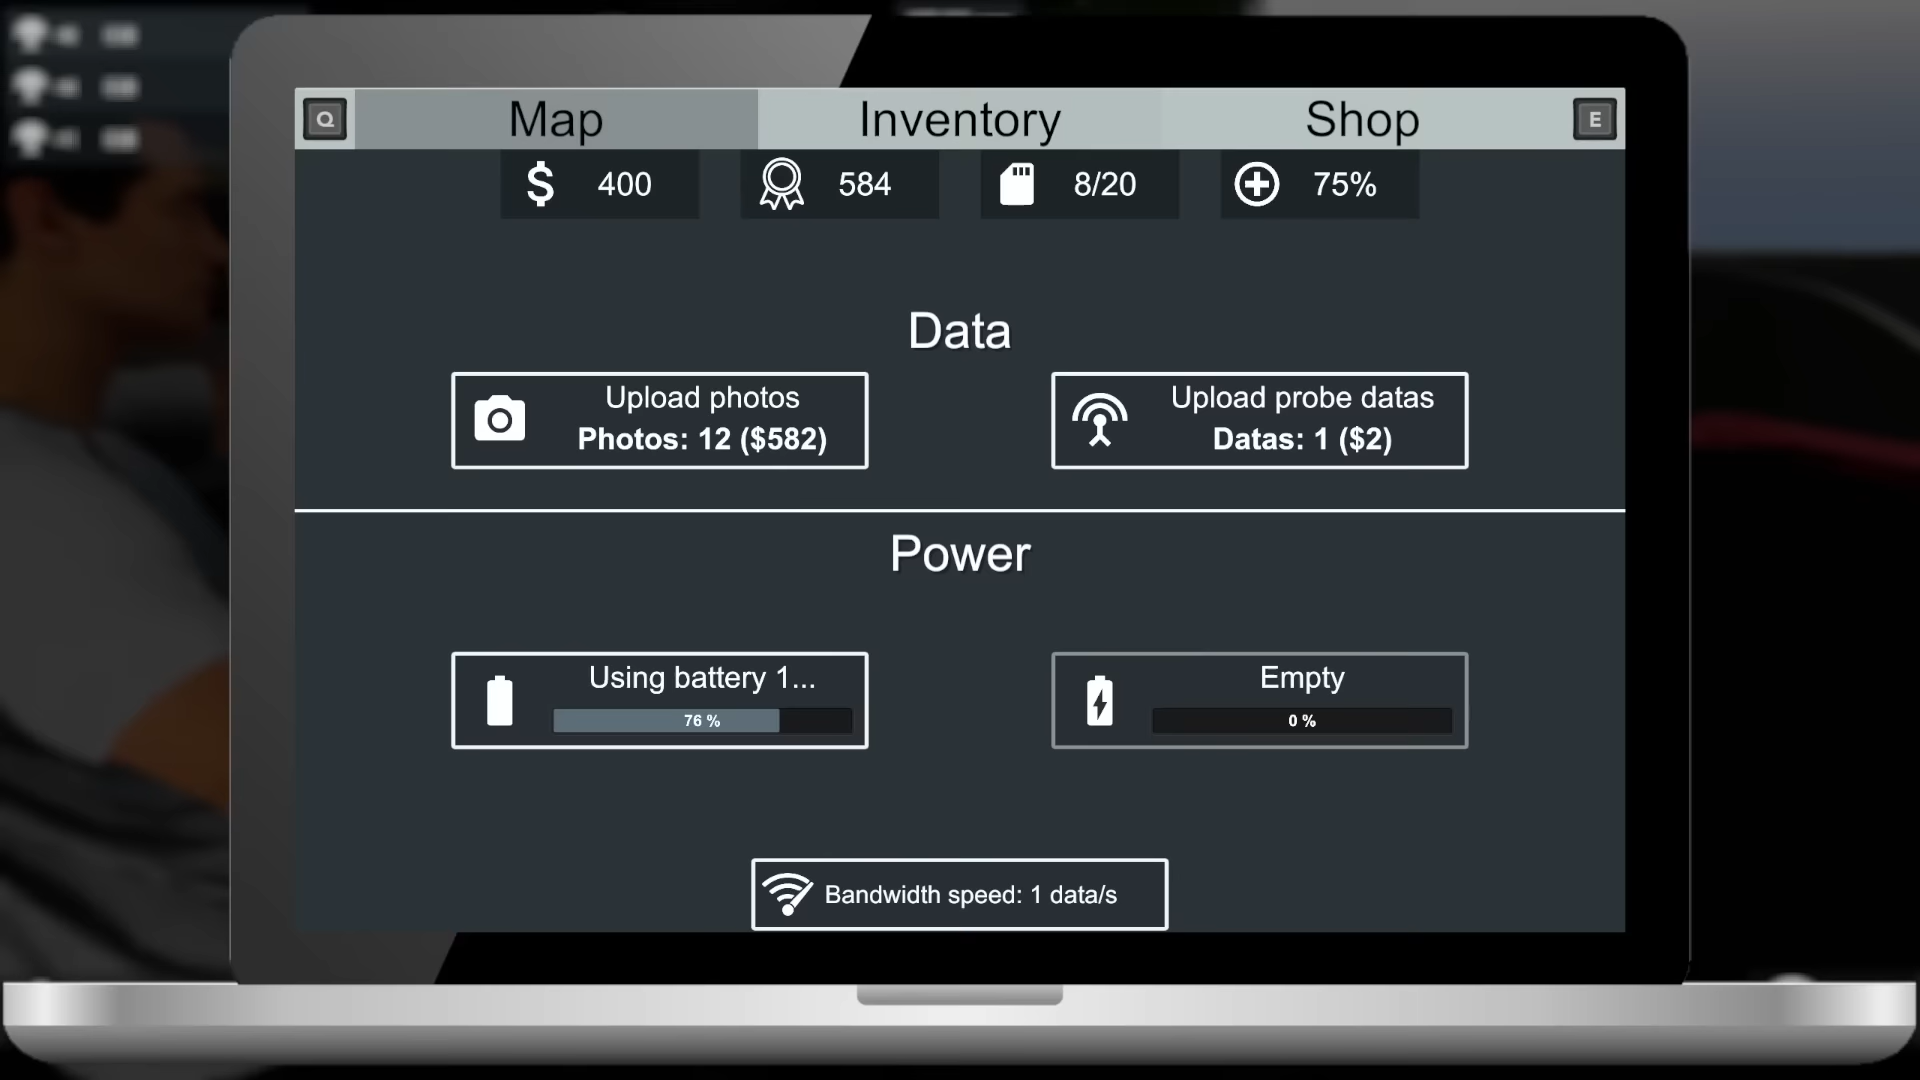 Q Map Inventory Shop E
$ 400 584 8/20 75%
Data
Upload photos
Photos: 12 ($582)
Upload probe datas
Datas: 1 ($2)
Power
Using battery 1...
76 %
Empty
0 %
Bandwidth speed: 1 data/s